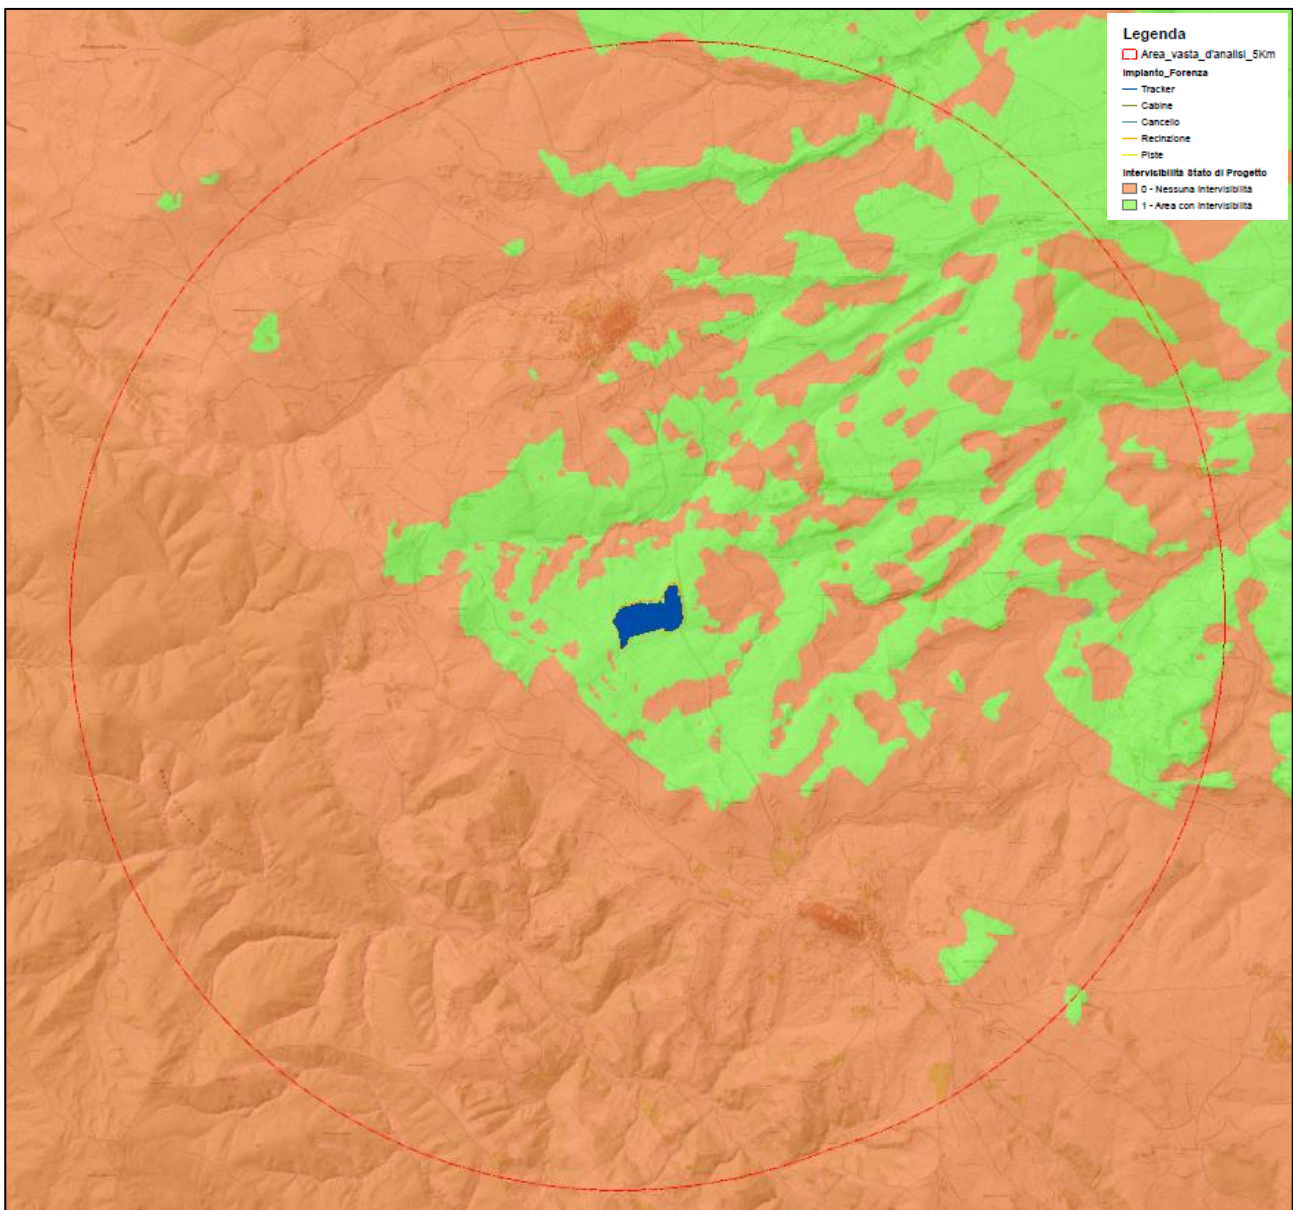 Legenda
Area_vasta_d'analisi_5Km
Impianto_Forenza
Tracker
Cabine
Cancello
Recinzione
Piste
Intervisibilità Stato di Progetto
0 - Nessuna Intervisibilità
1 - Area con Intervisibilità